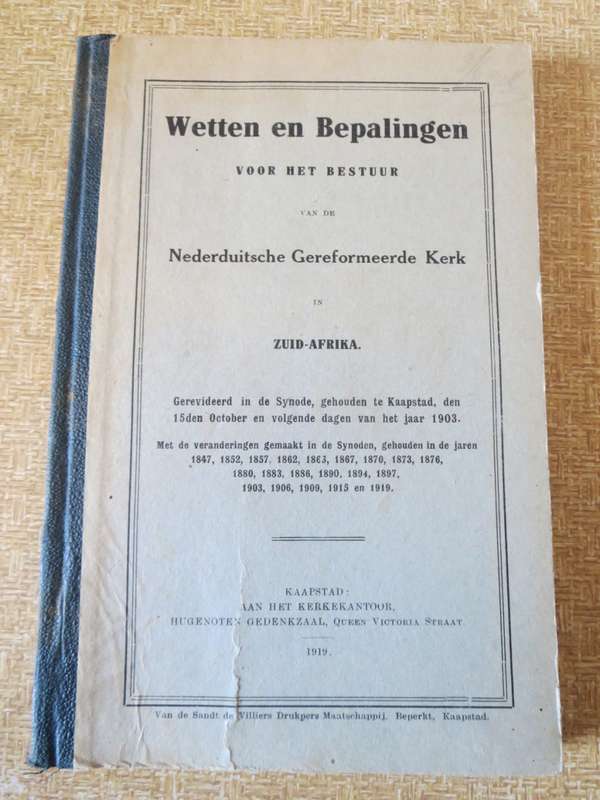 Wetten en Bepalingen
VOOR HET BESTUUR
VAN DE
Nederduitsche Gereformeerde Kerk
IN
ZUID-AFRIKA.
Gerevideerd in de Synode, gehouden te Kaapstad, den
15den October en volgende dagen van het jaar 1903.
Met de veranderingen gemaakt in de Synoden, gehouden in de jaren
1847, 1852, 1857, 1862, 1865, 1867, 1870, 1873, 1876,
1880, 1883, 1886, 1890, 1894, 1897,
1903, 1906, 1909, 1915 en 1919.
KAAPSTAD:
AAN HET KERKEKANTOOR,
HUGENOTEN GEDENKZAAL, QUEEN VICTORIA STRAAT.
1919.
Van de Sandt de Villiers Drukpers Maatschappij, Beperkt, Kaapstad.